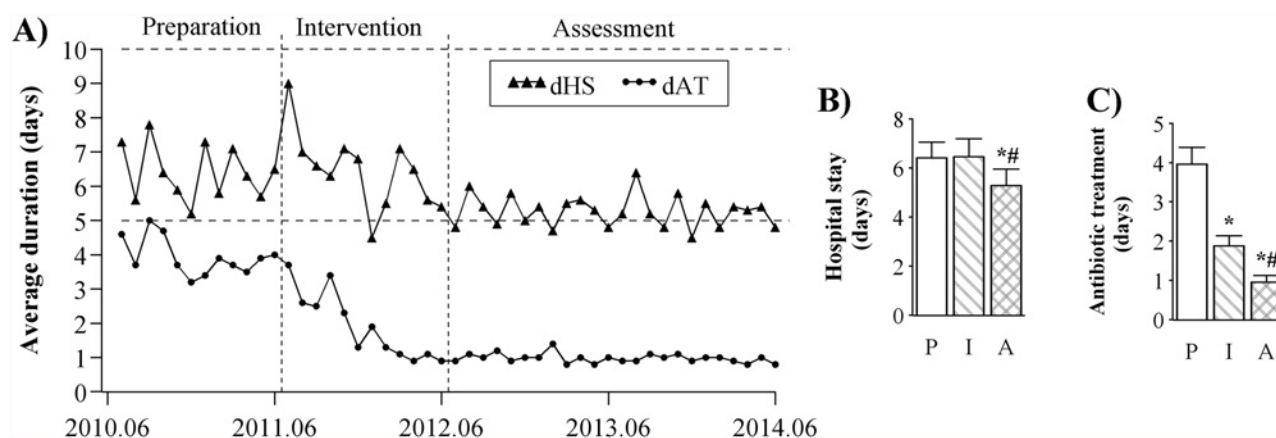 A)
Preparation Intervention Assessment
Average duration (days)
10
9
8
7
6
5
4
3
2
1
0
dHS dAT
2010.06 2011.06 2012.06 2013.06 2014.06
B)
Hospital stay
(days)
8
6
4
2
0
*#
P I A
C)
Antibiotic treatment
(days)
5
4
3
2
1
0
*
*#
P I A